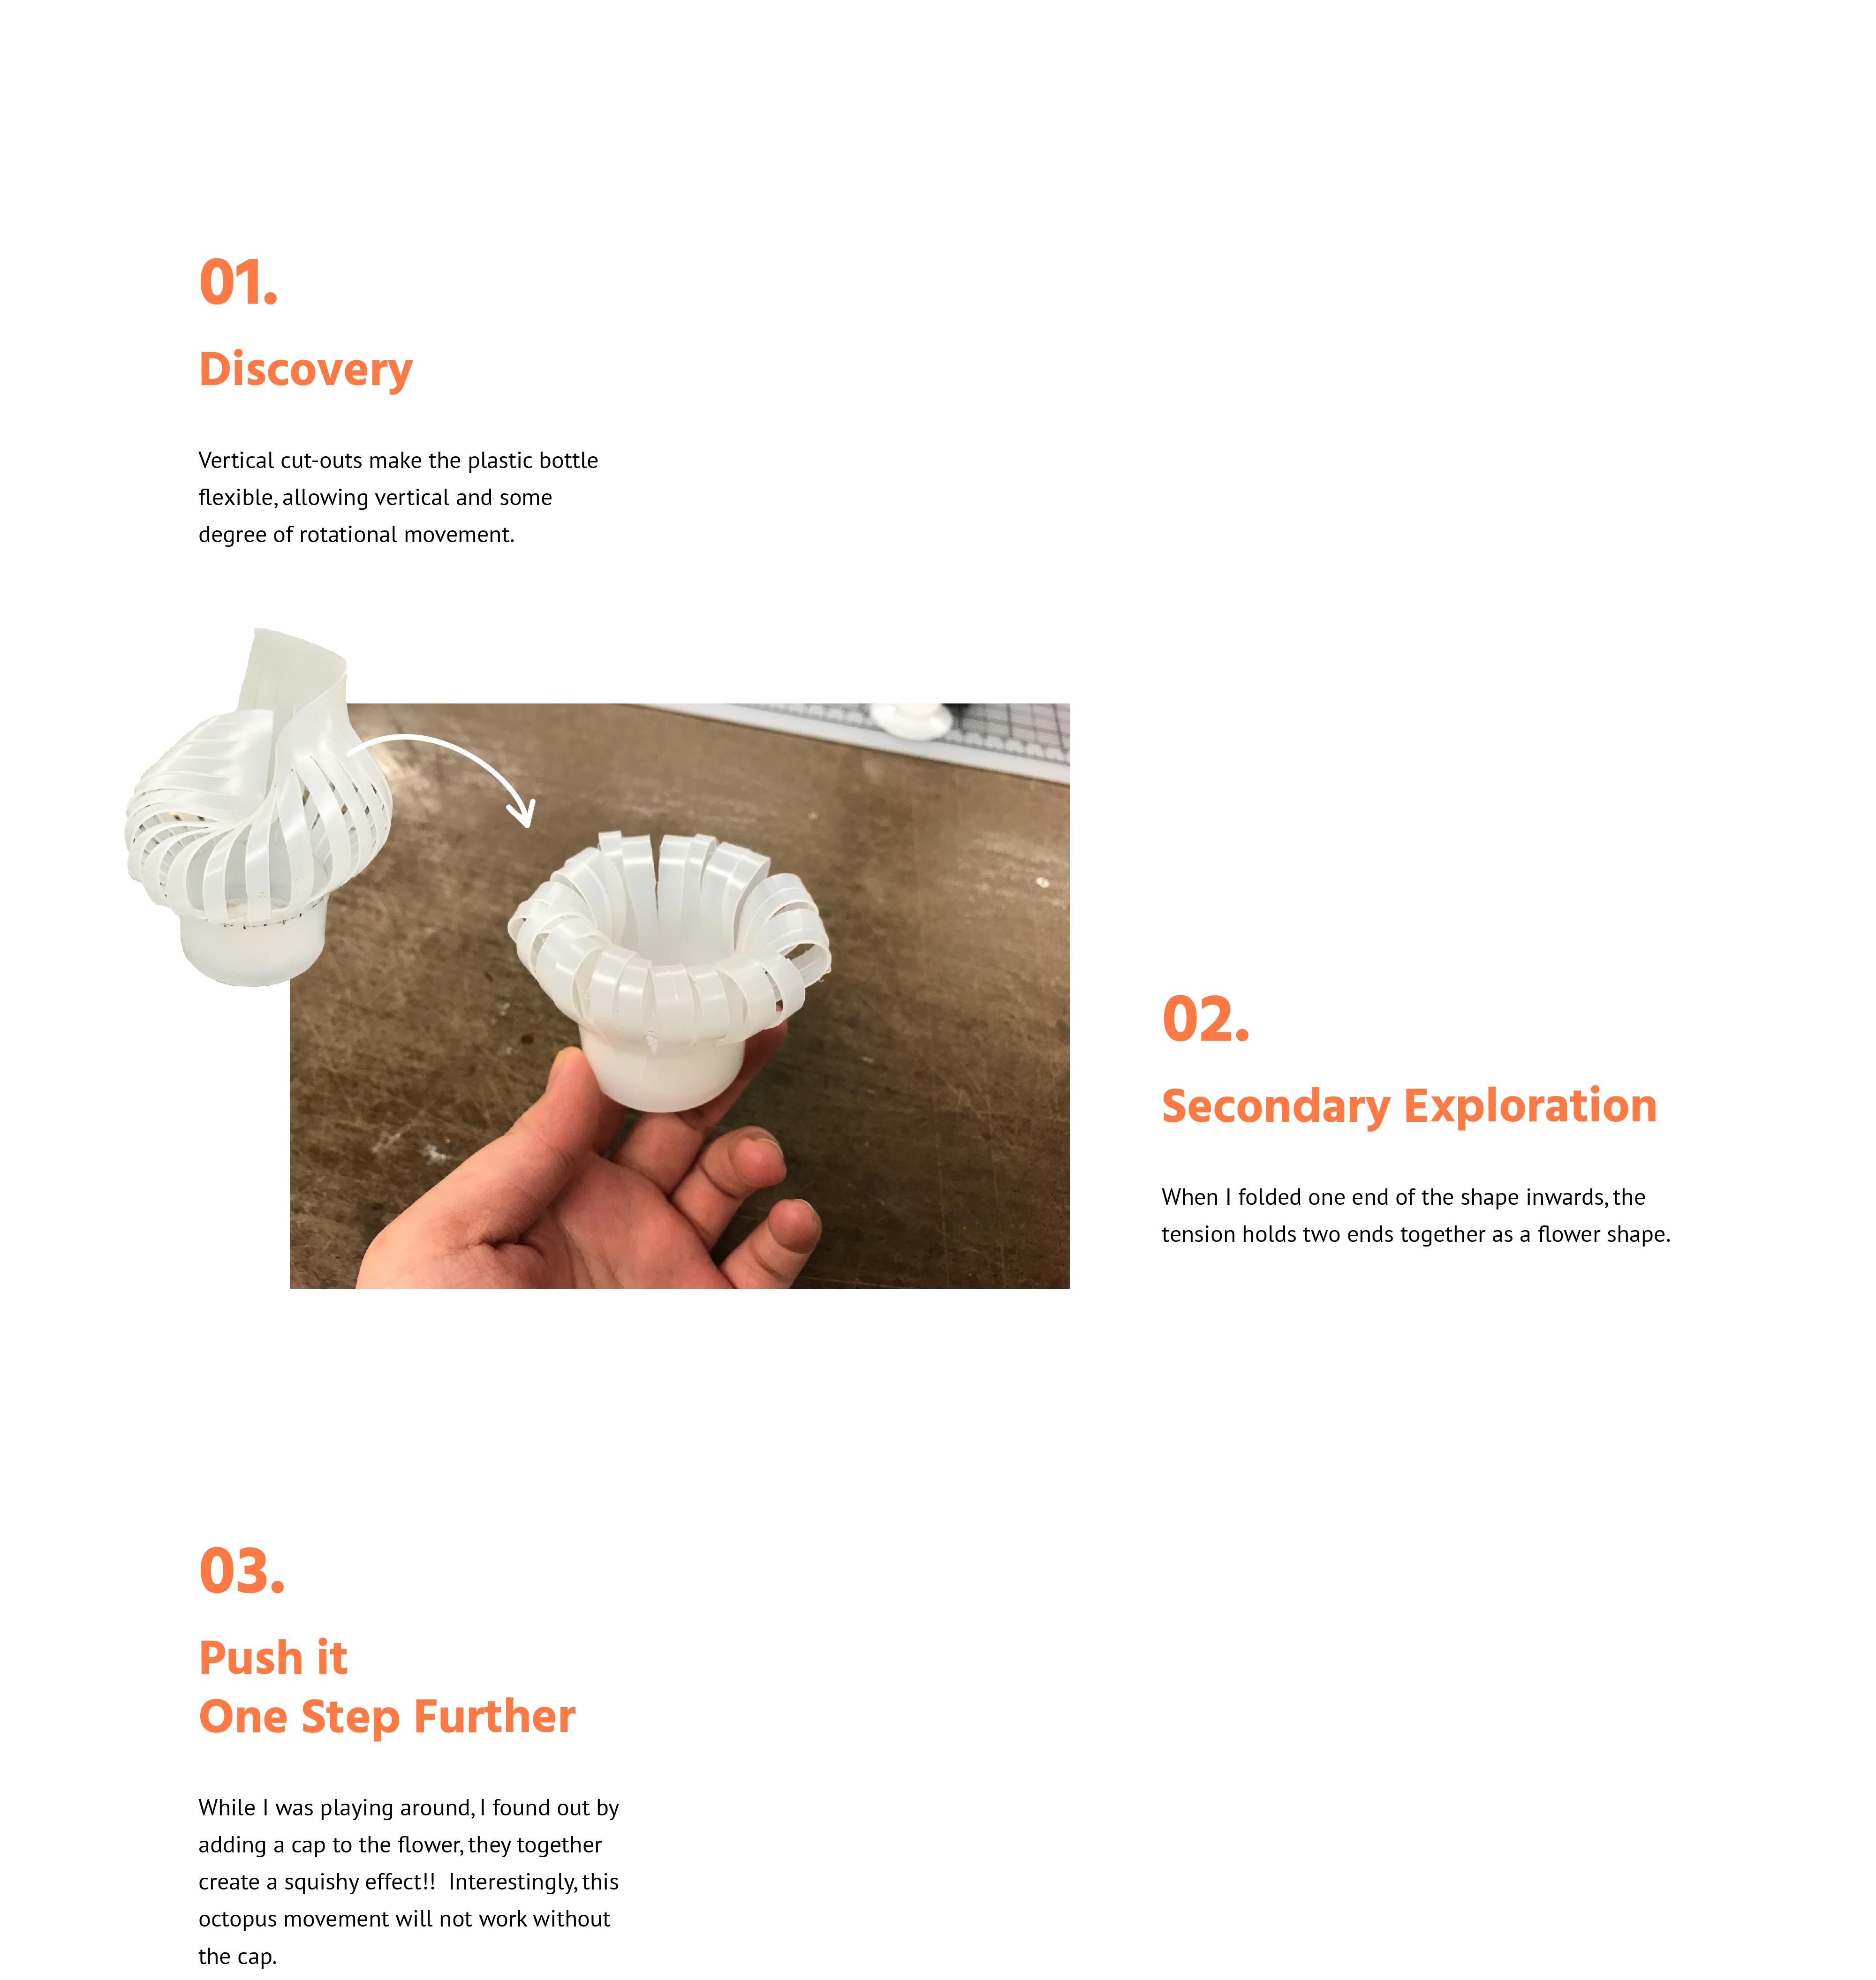 01.
Discovery
Vertical cut-outs make the plastic bottle
flexible, allowing vertical and some
degree of rotational movement.
02.
Secondary Exploration
When I folded one end of the shape inwards, the
tension holds two ends together as a flower shape.
03.
Push it
One Step Further
While I was playing around, I found out by
adding a cap to the flower, they together
create a squishy effect!!  Interestingly, this
octopus movement will not work without
the cap.